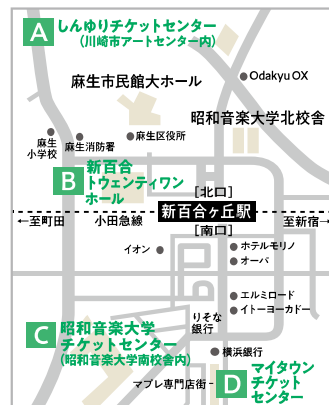 A しんゆりチケットセンター
（川崎市アートセンター内）
麻生市民館大ホール
Odakyu OX
昭和音楽大学北校舎
麻生
小学校
麻生消防署
麻生区役所
B 新百合
トウェンティワン
ホール
［北口］
新百合ヶ丘駅
［南口］
←至町田
小田急線
至新宿→
イオン
ホテルモリノ
オーパ
エルミロード
イトーヨーカドー
りそな
銀行
C 昭和音楽大学
チケットセンター
（昭和音楽大学南校舎内）
横浜銀行
マプレ専門店街
D マイタウン
チケット
センター